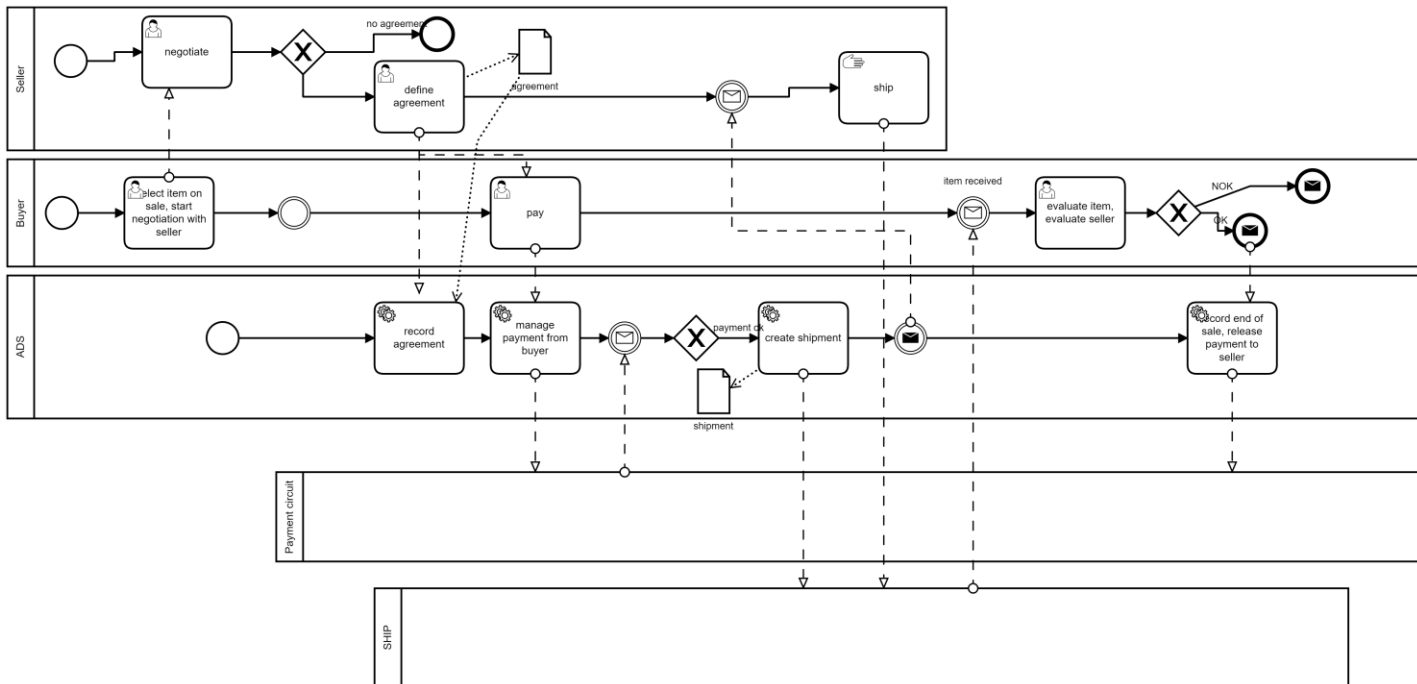 Seller
negotiate
no agreement
define
agreement
agreement
ship
Buyer
elect item on
sale, start
negotiation with
seller
pay
item received
evaluate item,
evaluate seller
NOK
OK
ADS
record
agreement
manage
payment from
buyer
payment ok
create shipment
shipment
record end of
sale, release
payment to
seller
Payment circuit
SHIP